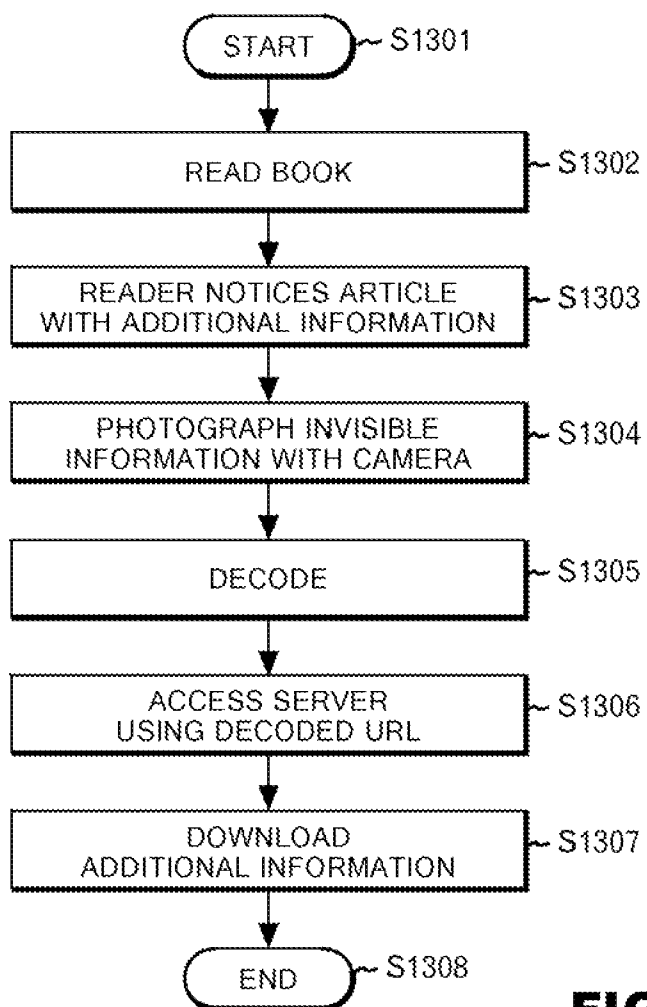 START
S1301
READ BOOK
S1302
READER NOTICES ARTICLE
WITH ADDITIONAL INFORMATION
S1303
PHOTOGRAPH INVISIBLE
INFORMATION WITH CAMERA
S1304
DECODE
S1305
ACCESS SERVER
USING DECODED URL
S1306
DOWNLOAD
ADDITIONAL INFORMATION
S1307
END
S1308